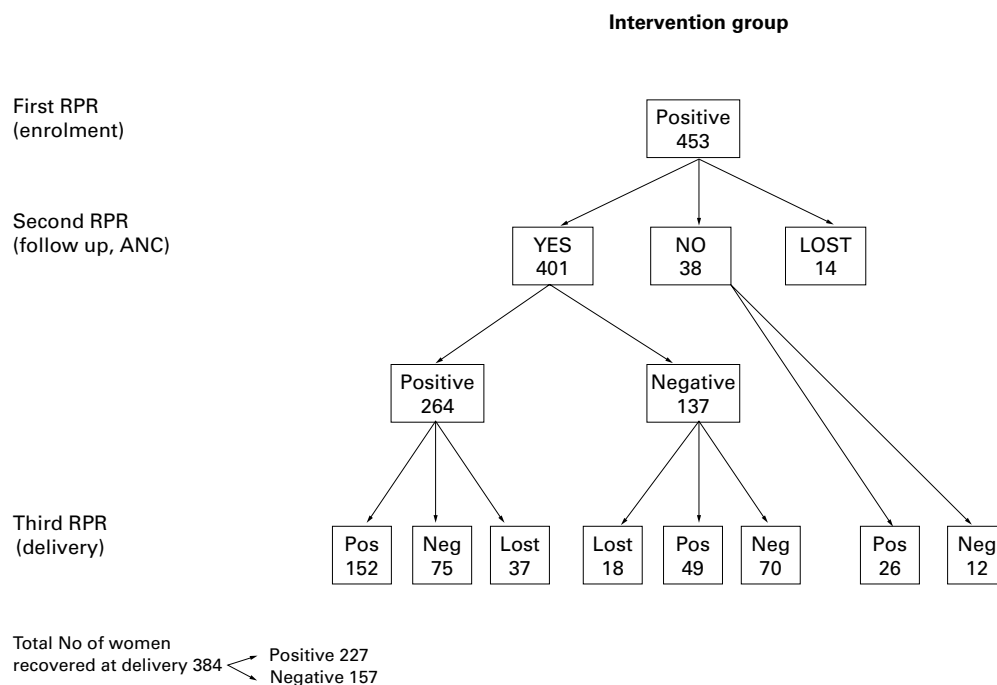 Intervention group
First RPR
(enrolment)
Positive
453
Second RPR
(follow up, ANC)
YES
401
NO
38
LOST
14
Positive
264
Negative
137
Third RPR
(delivery)
Pos
152
Neg
75
Lost
37
Lost
18
Pos
49
Neg
70
Pos
26
Neg
12
Total No of women
recovered at delivery 384
Positive 227
Negative 157